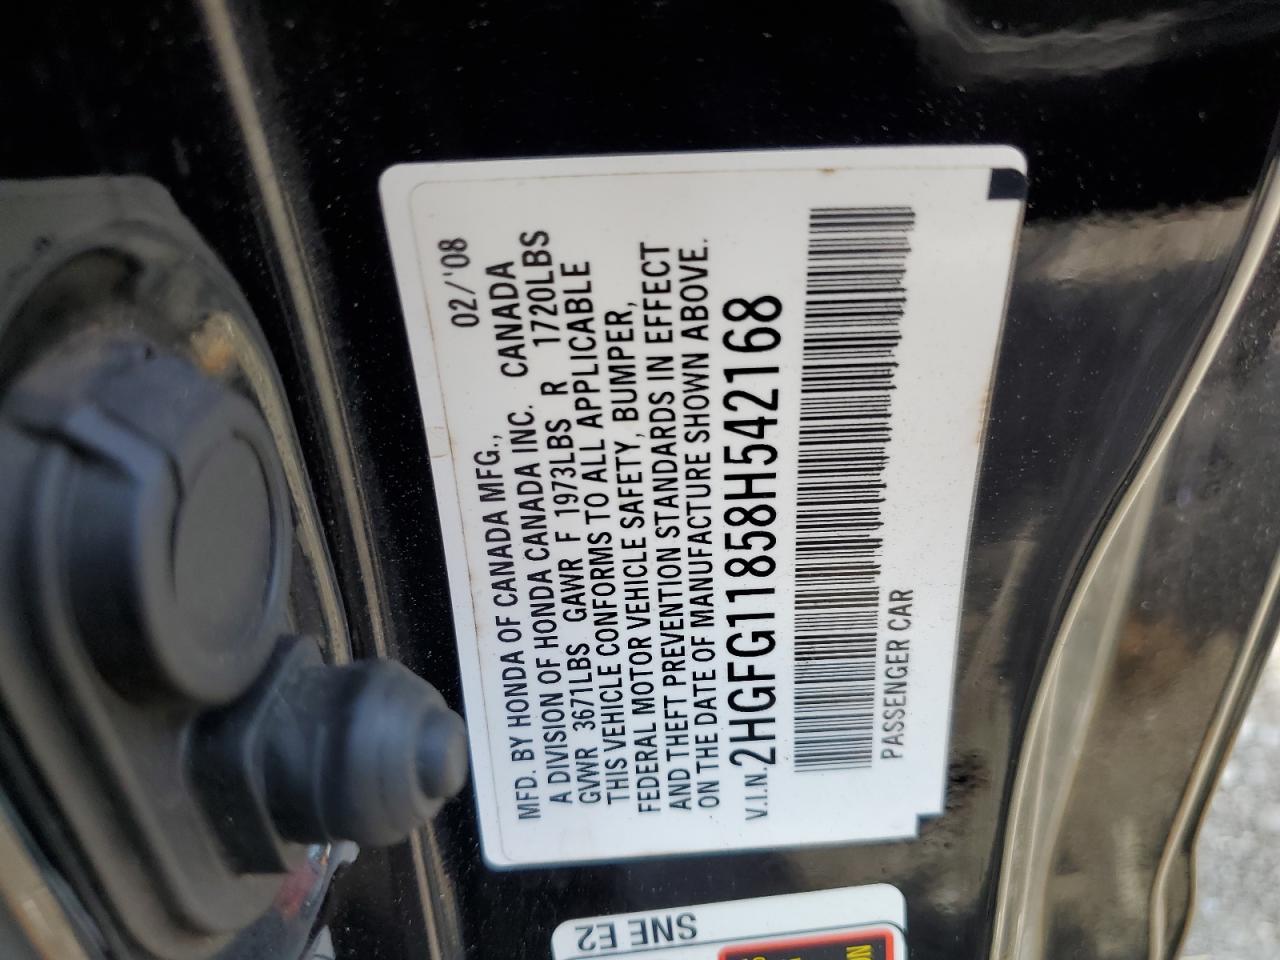 02/'08
MFD. BY HONDA OF CANADA MFG.,
A DIVISION OF HONDA CANADA INC. CANADA
GVWR 3671LBS GAWR F 1973LBS R 1720LBS
THIS VEHICLE CONFORMS TO ALL APPLICABLE
FEDERAL MOTOR VEHICLE SAFETY, BUMPER,
AND THEFT PREVENTION STANDARDS IN EFFECT
ON THE DATE OF MANUFACTURE SHOWN ABOVE.
V.I.N. 2HGFG11858H542168
PASSENGER CAR
SNE E2